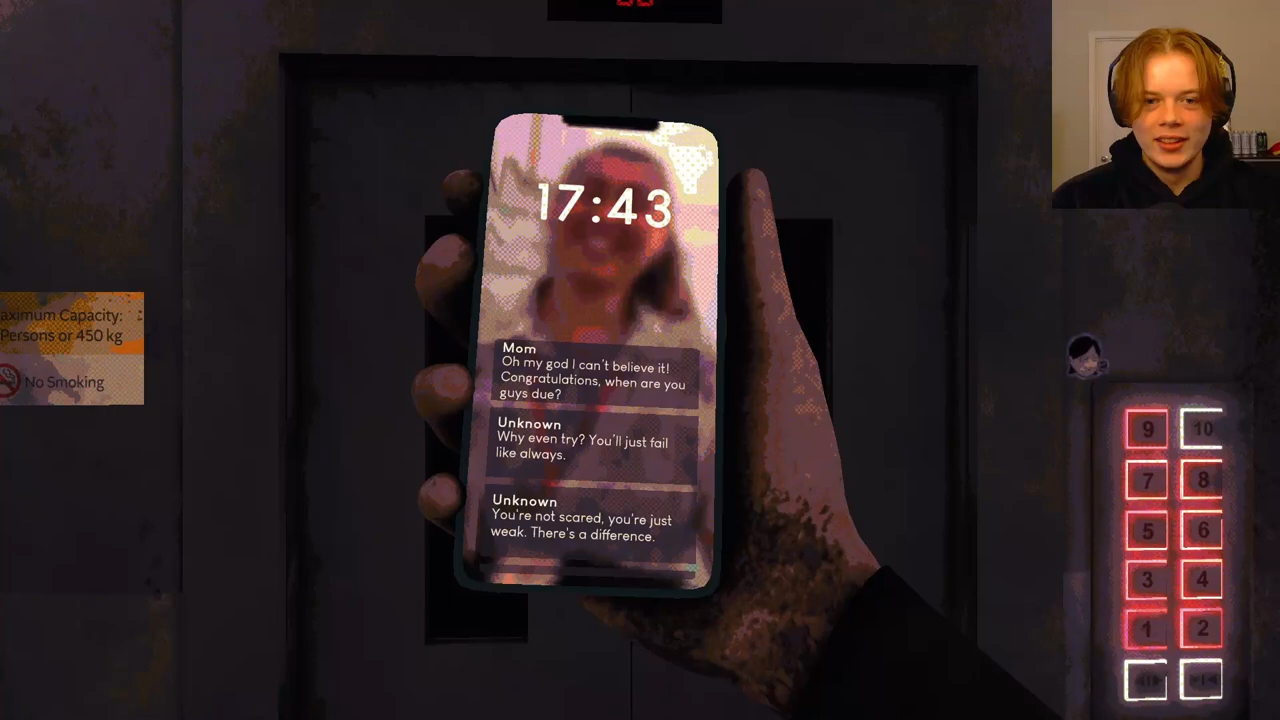 17:43
Mom
Oh my god I can't believe it!
Congratulations, when are you
guys due?
Unknown
Why even try? You'll just fail
like always.
Unknown
You're not scared, you're just
weak. There's a difference.
aximum Capacity:
Persons or 450 kg
No Smoking
9 10
7 8
5 6
3 4
1 2